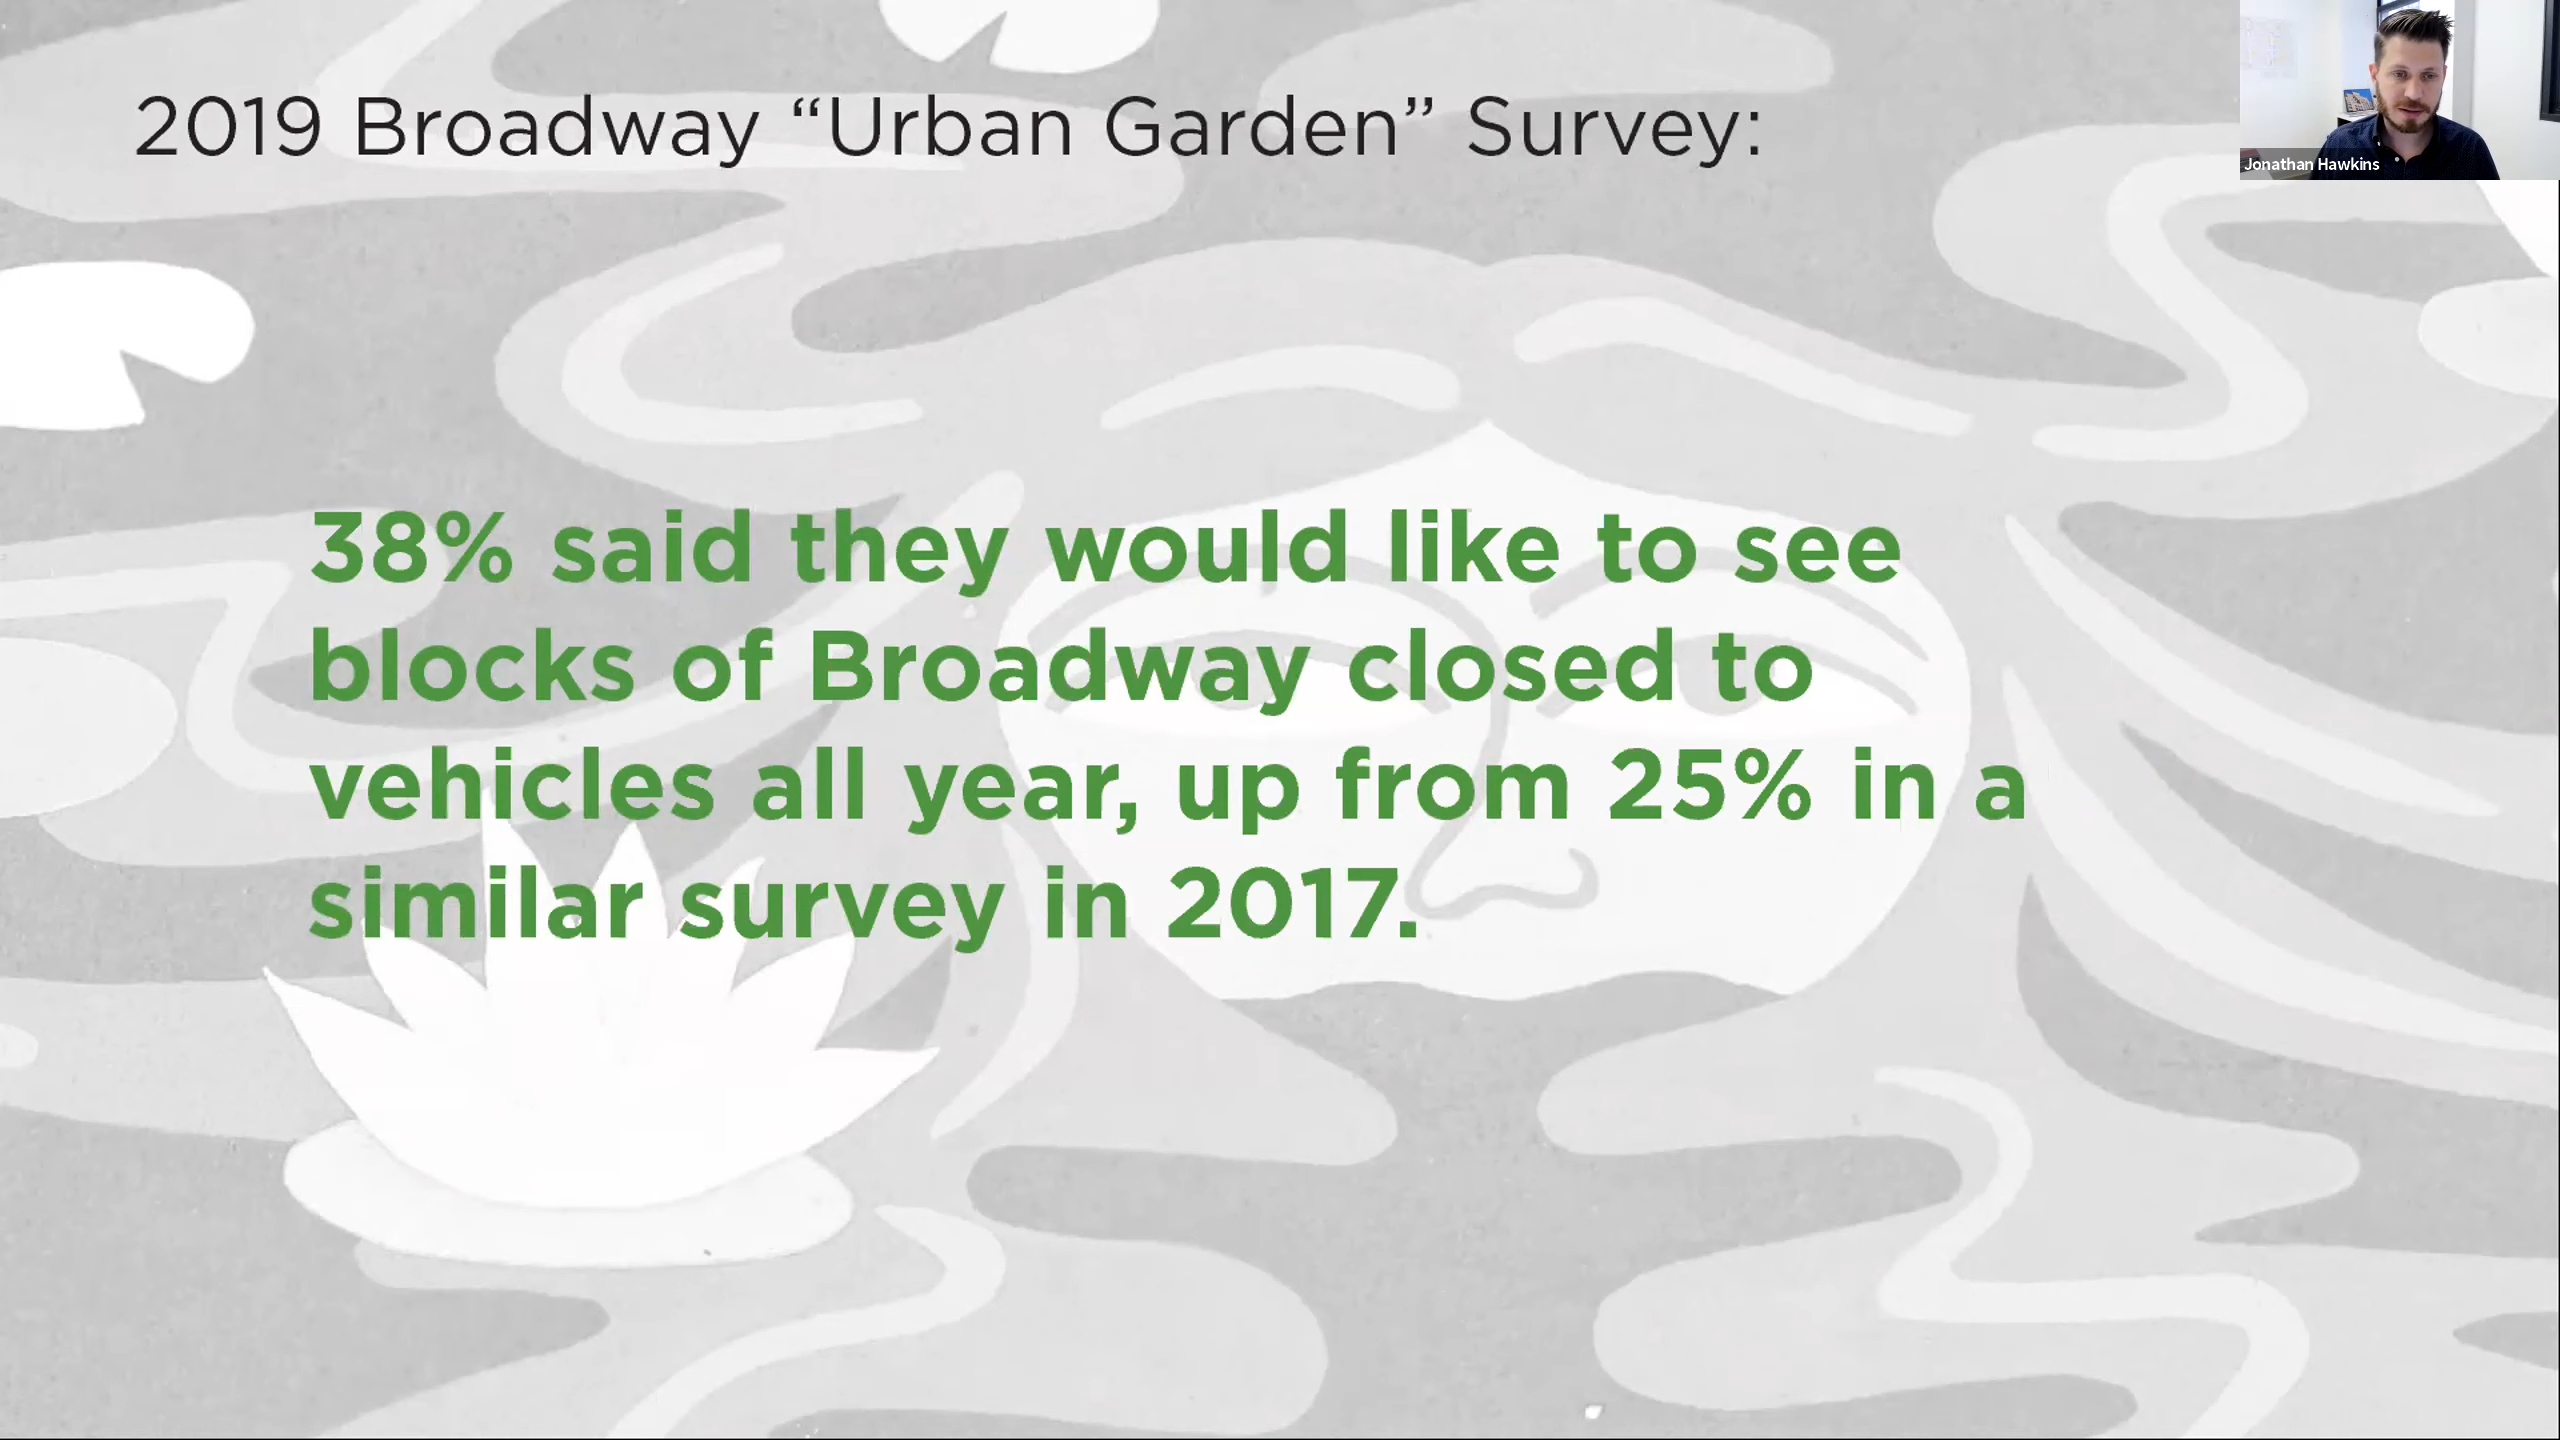 2019 Broadway “Urban Garden” Survey:
Jonathan Hawkins
38% said they would like to see
blocks of Broadway closed to
vehicles all year, up from 25% in a
similar survey in 2017.